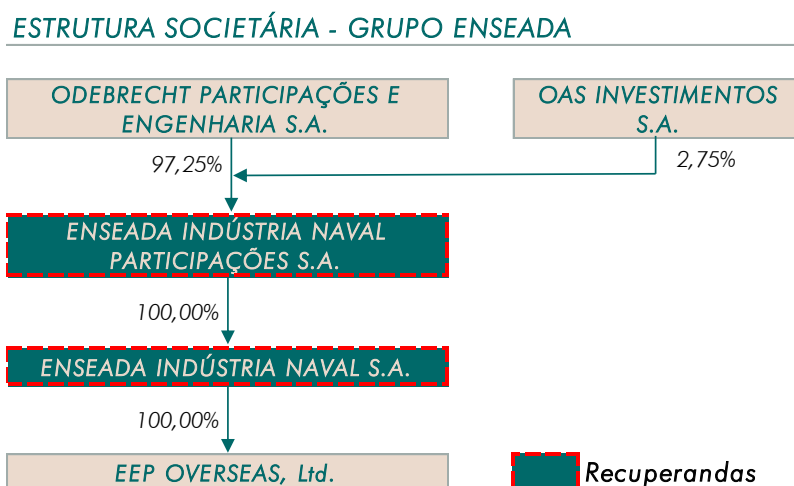 ESTRUTURA SOCIETÁRIA - GRUPO ENSEADA
ODEBRECHT PARTICIPAÇÕES E
ENGENHARIA S.A.
OAS INVESTIMENTOS
S.A.
97,25%
2,75%
ENSEADA INDÚSTRIA NAVAL
PARTICIPAÇÕES S.A.
100,00%
ENSEADA INDÚSTRIA NAVAL S.A.
100,00%
EEP OVERSEAS, Ltd.
Recuperandas